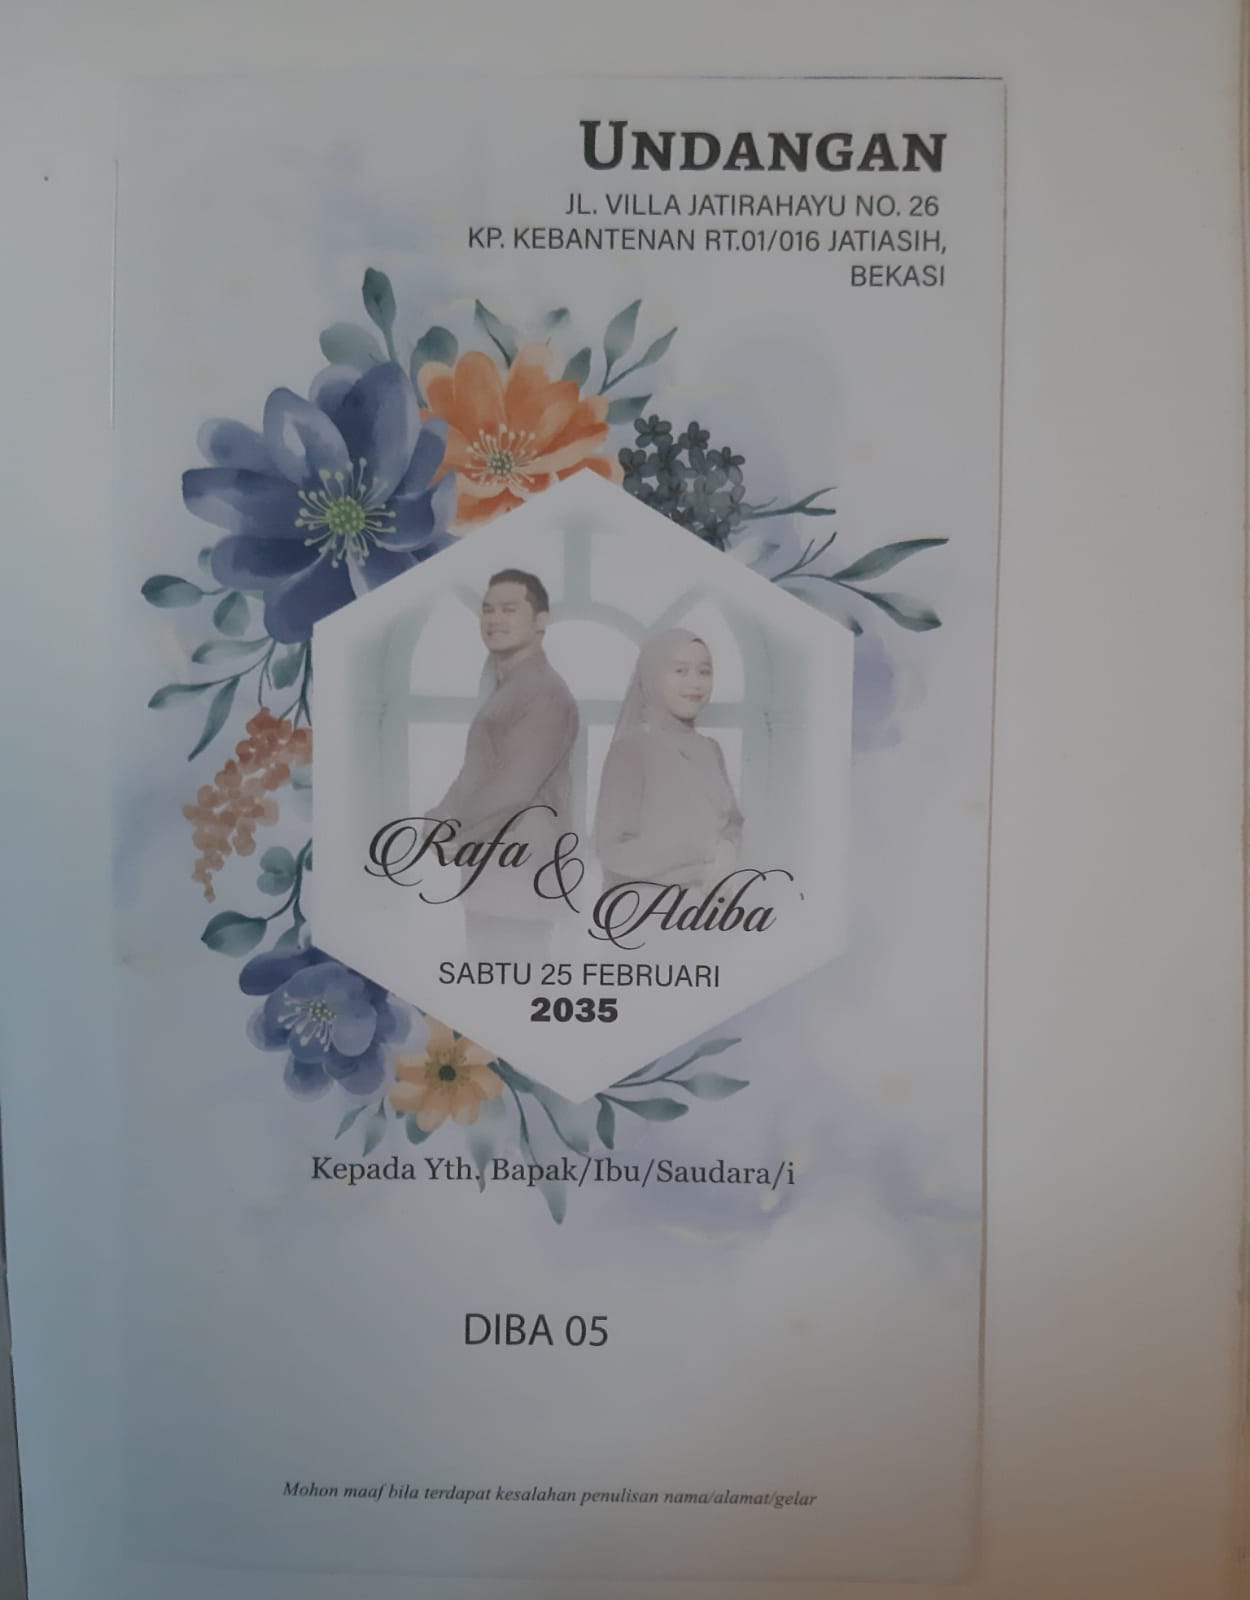 UNDANGAN
JL. VILLA JATIRAHAYU NO. 26
KP. KEBANTENAN RT.01/016 JATIASIH,
BEKASI
Rafa &
Adiba
SABTU 25 FEBRUARI
2035
Kepada Yth. Bapak/Ibu/Saudara/i
DIBA 05
Mohon maaf bila terdapat kesalahan penulisan nama/alamat/gelar